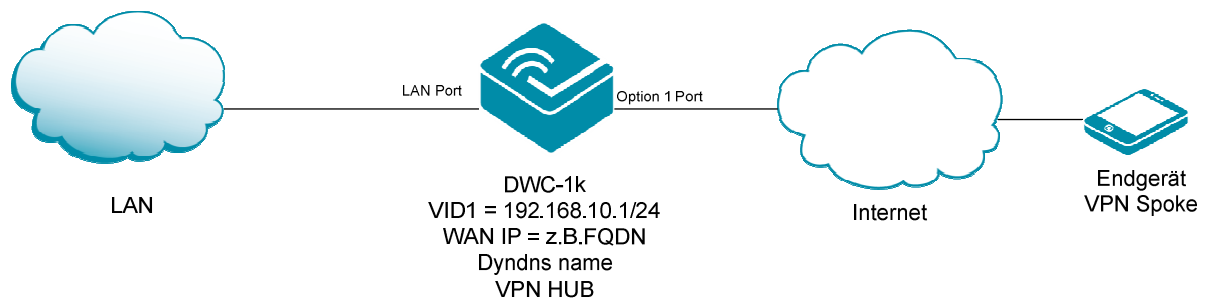 LAN Port
Option 1 Port
LAN
DWC-1k
VID1 = 192.168.10.1/24
WAN IP = z.B.FQDN
Dyndns name
VPN HUB
Internet
Endgerät
VPN Spoke